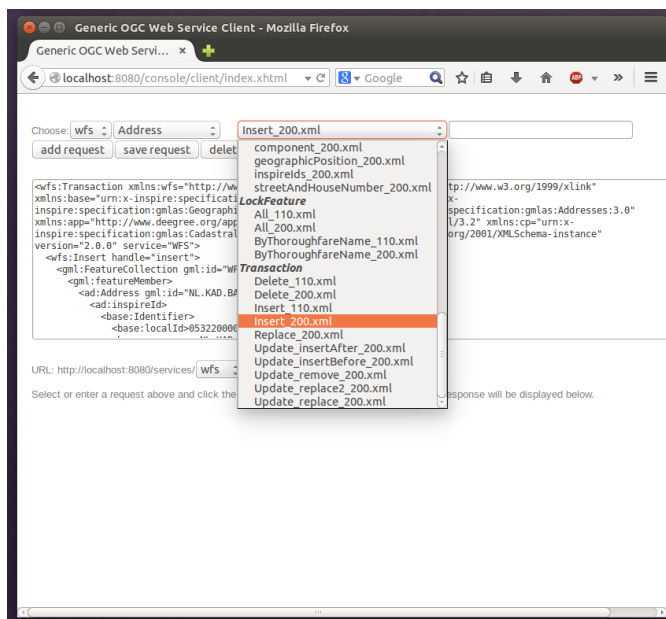 Generic OGC Web Service Client - Mozilla Firefox
Generic OGC Web Servi... ×
localhost:8080/console/client/index.xhtml Google ABP »
Choose: wfs Address Insert_200.xml
add request save request delet
component_200.xml
geographicPosition_200.xml
inspireIds_200.xml
streetAndHouseNumber_200.xml
LockFeature
All_110.xml
All_200.xml
ByThoroughfareName_110.xml
ByThoroughfareName_200.xml
Transaction
Delete_110.xml
Delete_200.xml
Insert_110.xml
Insert_200.xml
Replace_200.xml
Update_insertAfter_200.xml
Update_insertBefore_200.xml
Update_remove_200.xml
Update_replace2_200.xml
Update_replace_200.xml
<wfs:Transaction xmlns:wfs="http://ww tp://www.w3.org/1999/xlink"
xmlns:base="urn:x-inspire:specificati x-
inspire:specification:gmlas:Geographi specification:gmlas:Addresses:3.0"
xmlns:app="http://www.deegree.org/app l/3.2" xmlns:cp="urn:x-
inspire:specification:gmlas:Cadastral org/2001/XMLSchema-instance"
version="2.0.0" service="WFS">
<wfs:Insert handle="insert">
<gml:FeatureCollection gml:id="WF
<gml:featureMember>
<ad:Address gml:id="NL.KAD.BA
<ad:inspireId>
<base:Identifier>
<base:localId>053220000
URL: http://localhost:8080/services/ wfs
Select or enter a request above and click the esponse will be displayed below.